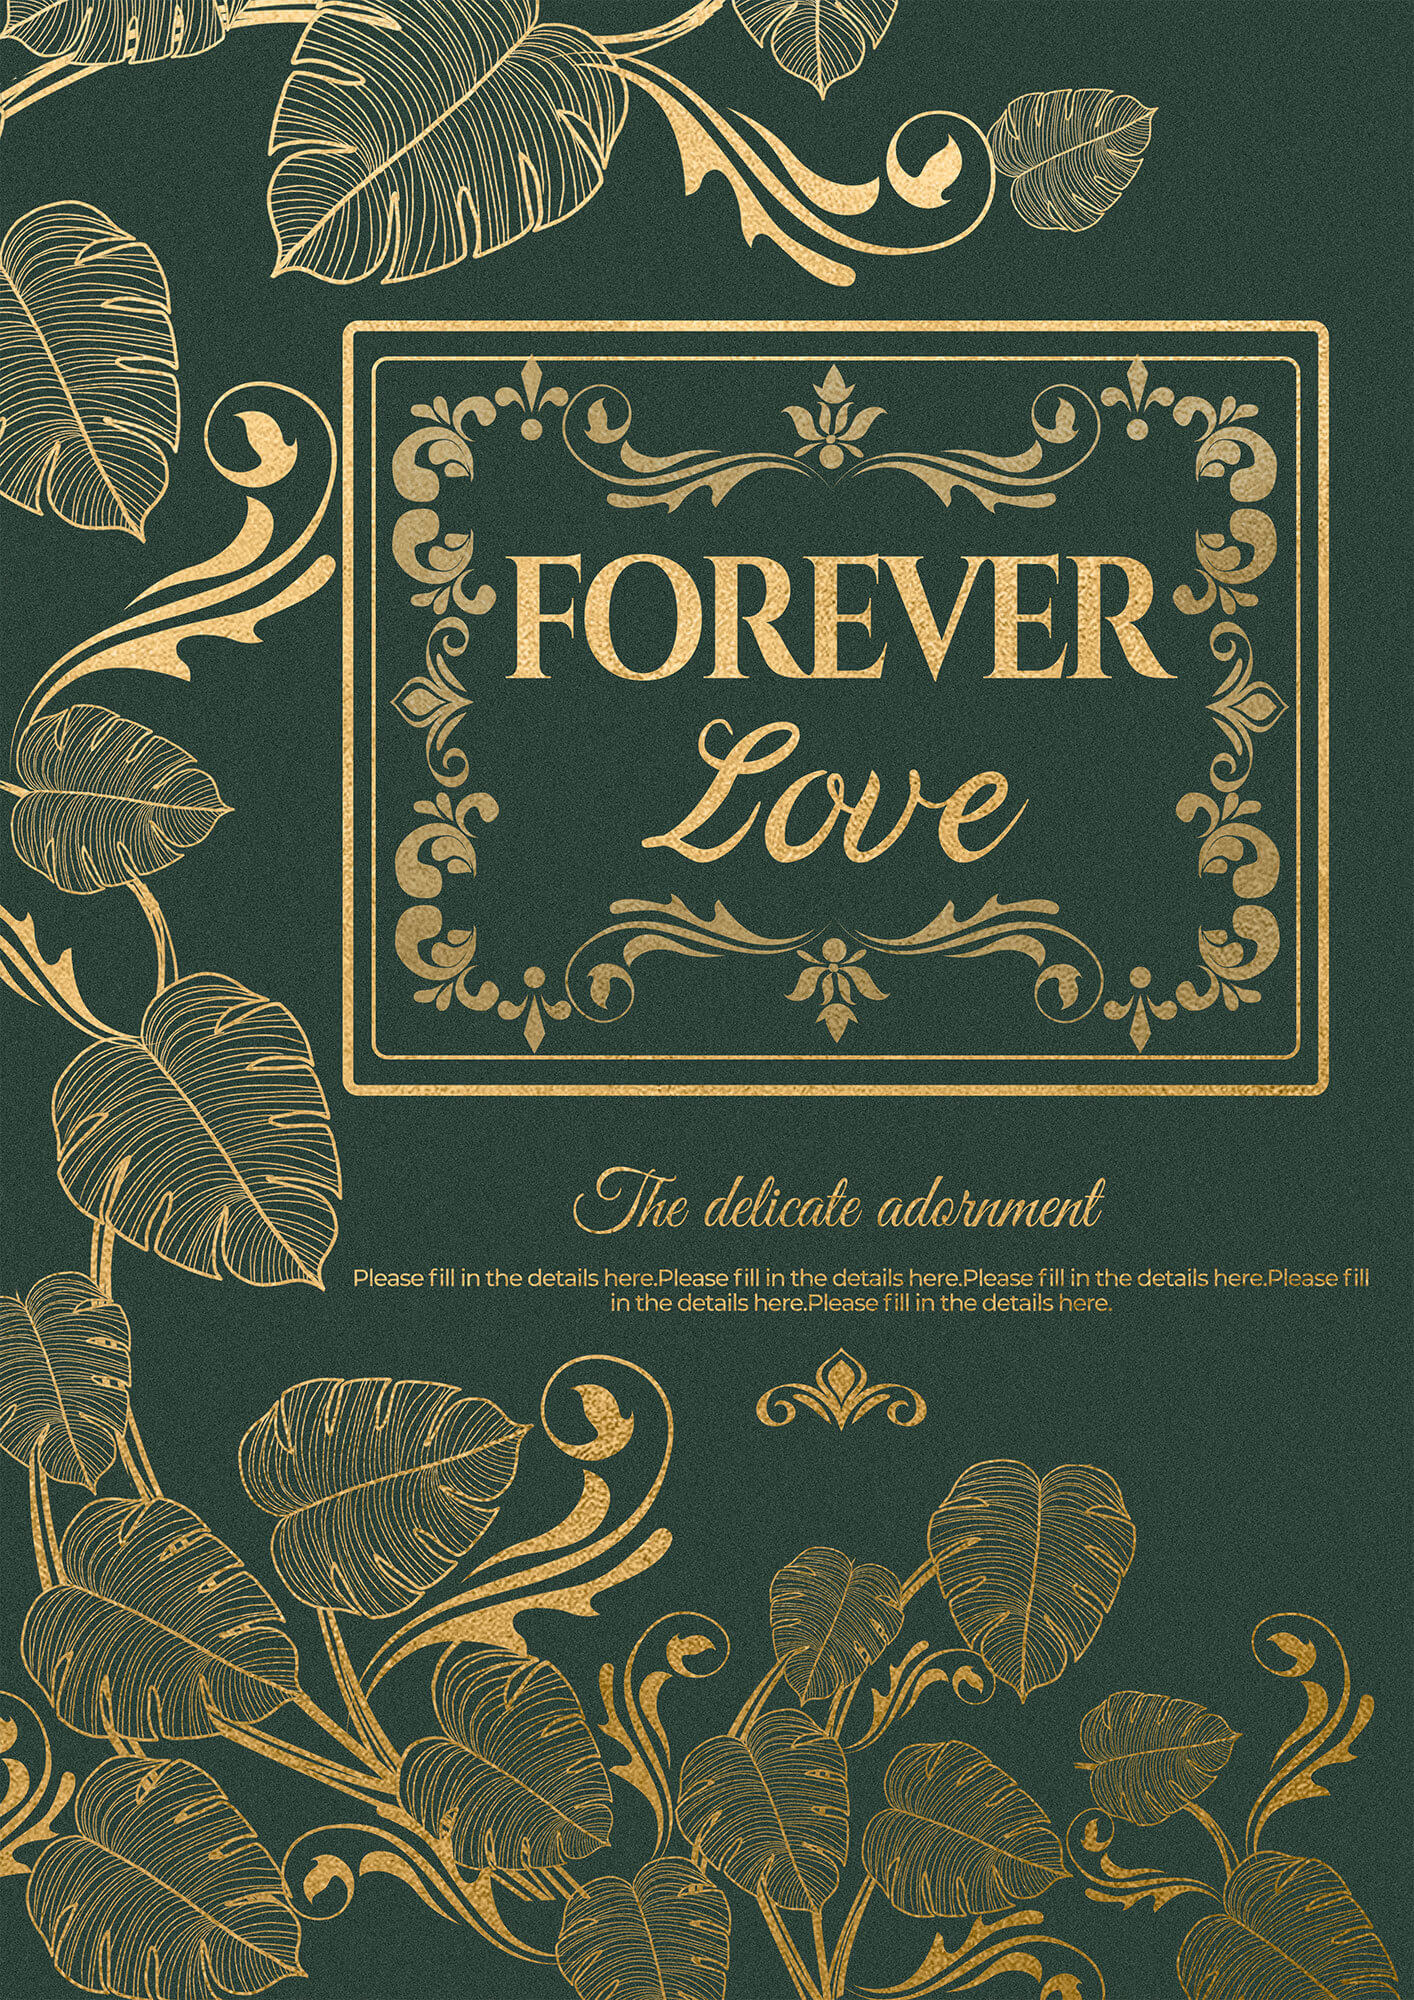 FOREVER
Love
The delicate adornment
Please fill in the details here.Please fill in the details here.Please fill in the details here.Please fill
in the details here.Please fill in the details here.